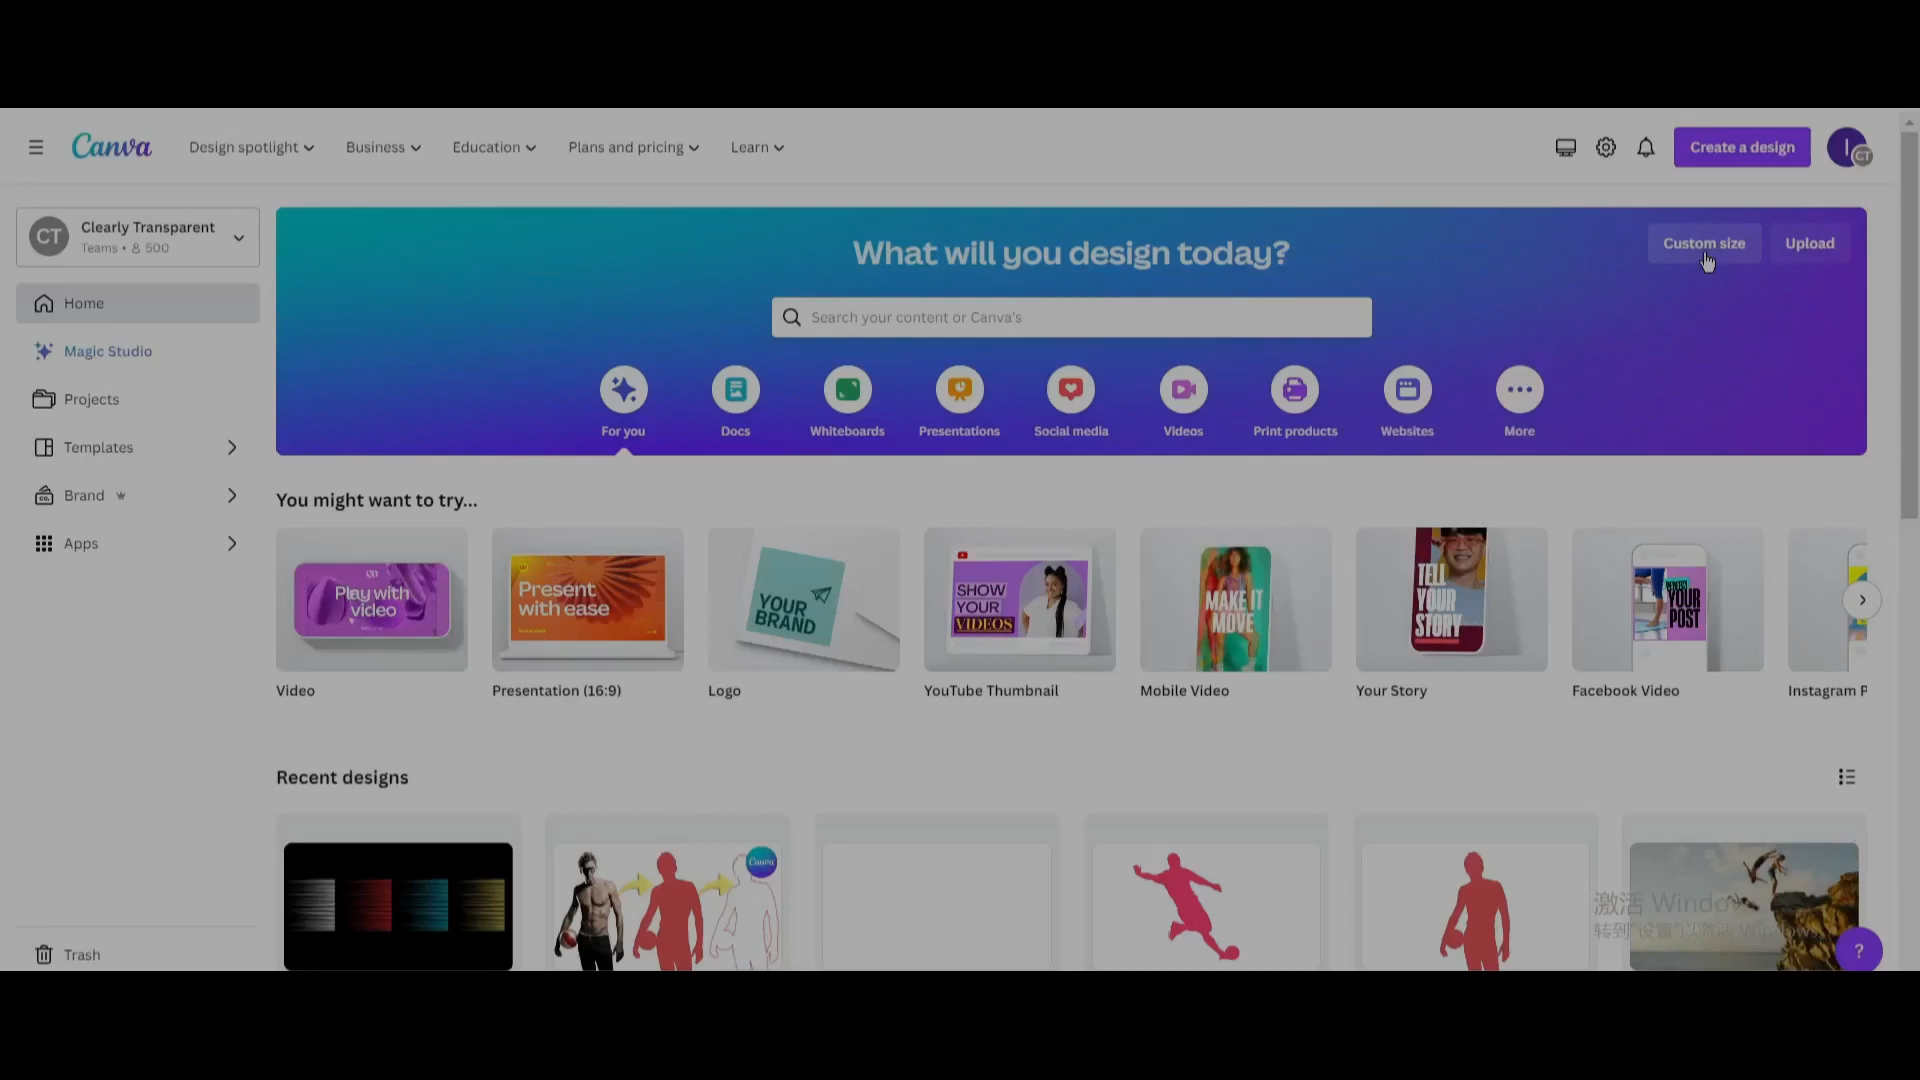 Canva
Design spotlight
Business
Education
Plans and pricing
Learn
Create a design
I
CT
CT
Clearly Transparent
Teams • 500
Home
Magic Studio
Projects
Templates
Brand
Apps
Trash
What will you design today?
Custom size
Upload
Search your content or Canva's
For you
Docs
Whiteboards
Presentations
Social media
Videos
Print products
Websites
More
You might want to try...
Play with
video
Present
with ease
YOUR
BRAND
SHOW
YOUR
VIDEOS
MAKE IT
MOVE
TELL
YOUR
STORY
YOUR
POST
Video
Presentation (16:9)
Logo
YouTube Thumbnail
Mobile Video
Your Story
Facebook Video
Instagram P
Recent designs
Canva
激活 Windows
转到"设置"以激活 Windows。
?